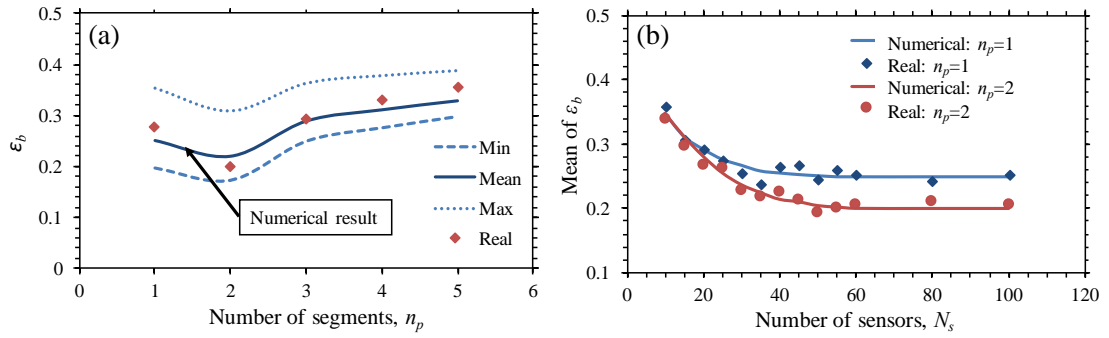 (a)
0.5
0.4
0.3
0.2
0.1
0
ε_b
0 1 2 3 4 5 6
Number of segments, n_p
Min
Mean
Max
Real
Numerical result
(b)
0.5
0.4
0.3
0.2
0.1
Mean of ε_b
0 20 40 60 80 100 120
Number of sensors, N_s
Numerical: n_p=1
Real: n_p=1
Numerical: n_p=2
Real: n_p=2